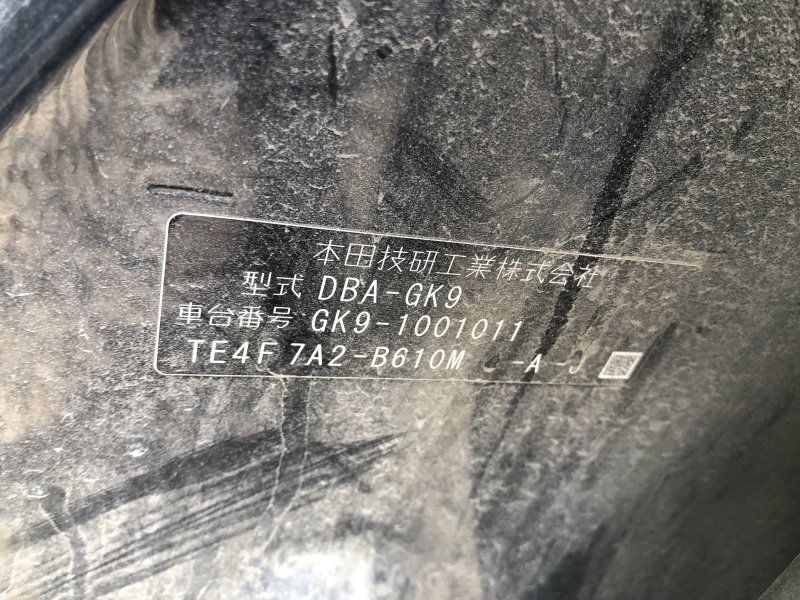 本田技研工業株式会社
型式 DBA-GK9
車台番号 GK9-1001011
TE4F 7A2-B610M -A-J